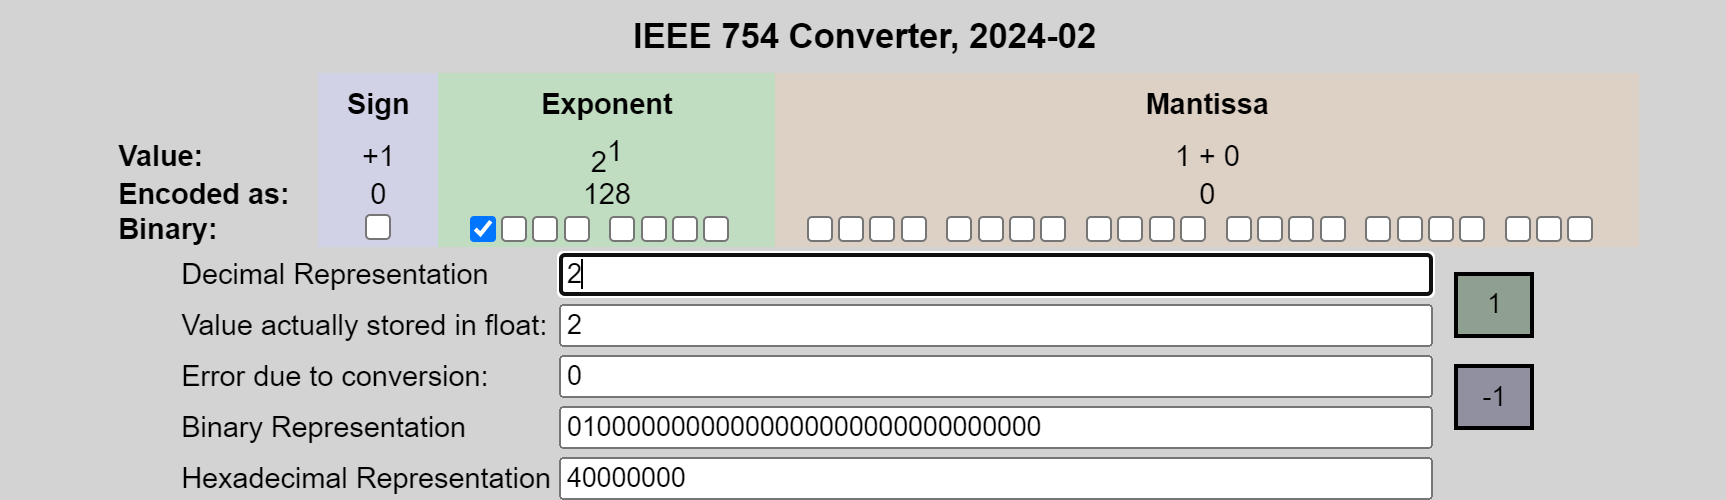 IEEE 754 Converter, 2024-02
Sign Exponent Mantissa
Value: +1 2^1 1 + 0
Encoded as: 0 128 0
Binary:
Decimal Representation 2
Value actually stored in float: 2
1
Error due to conversion: 0
-1
Binary Representation 01000000000000000000000000000000
Hexadecimal Representation 40000000